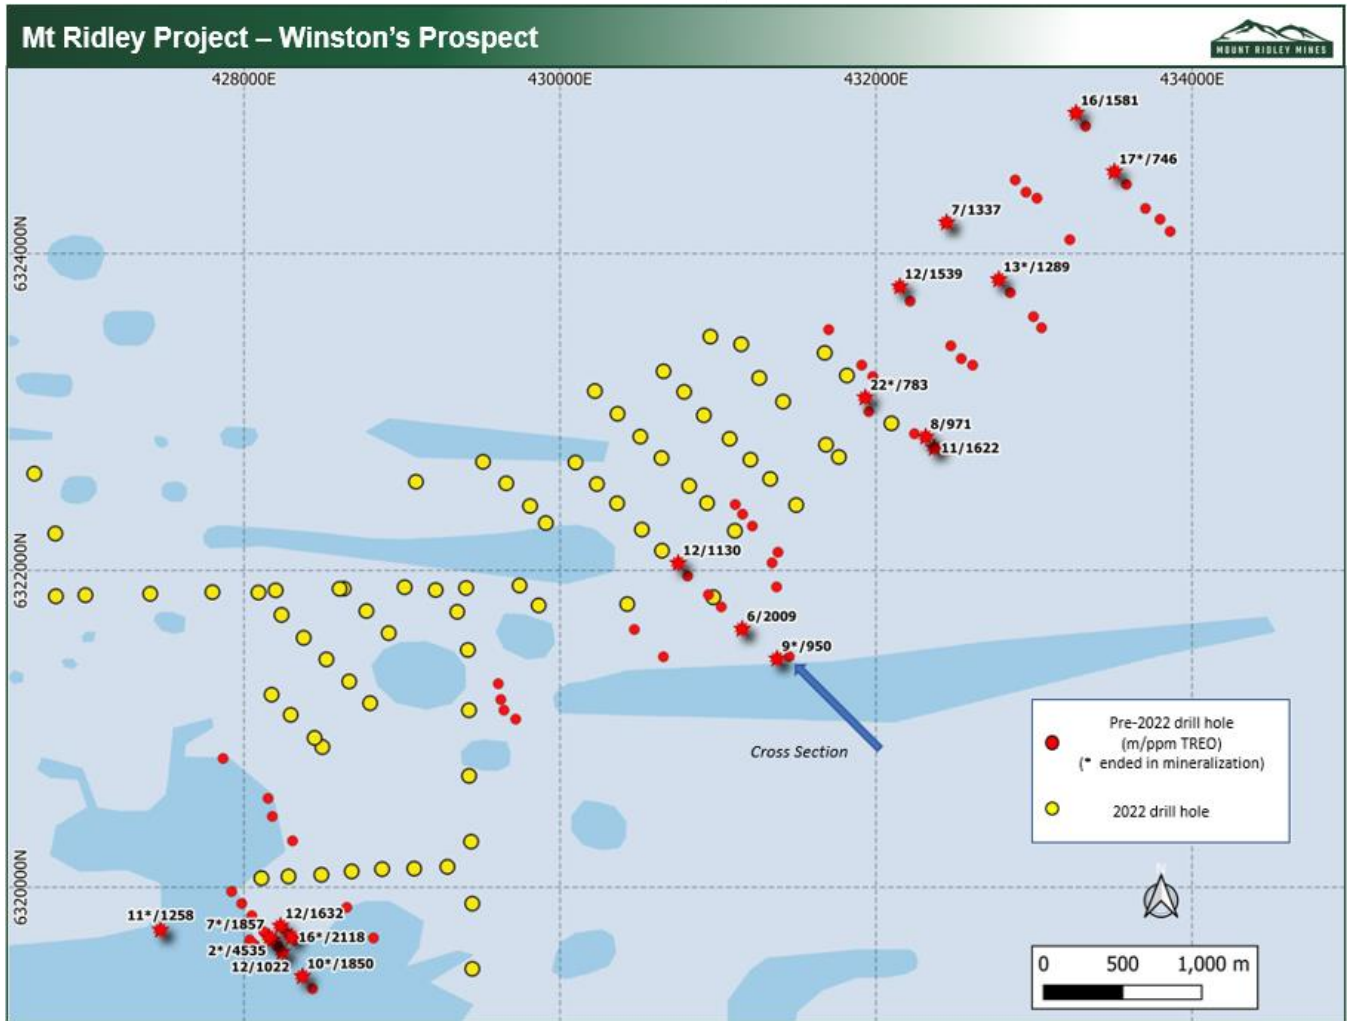 Mt Ridley Project – Winston's Prospect
MOUNT RIDLEY MINES
428000E
430000E
432000E
434000E
16/1581
17*/746
7/1337
6324000N
12/1539
13*/1289
22*/783
8/971
11/1622
12/1130
6322000N
6/2009
9*/950
Cross Section
Pre-2022 drill hole
(m/ppm TREO)
(* ended in mineralization)
2022 drill hole
6320000N
11*/1258
12/1632
7*/1857
16*/2118
2*/4535
12/1022
10*/1850
0 500 1,000 m